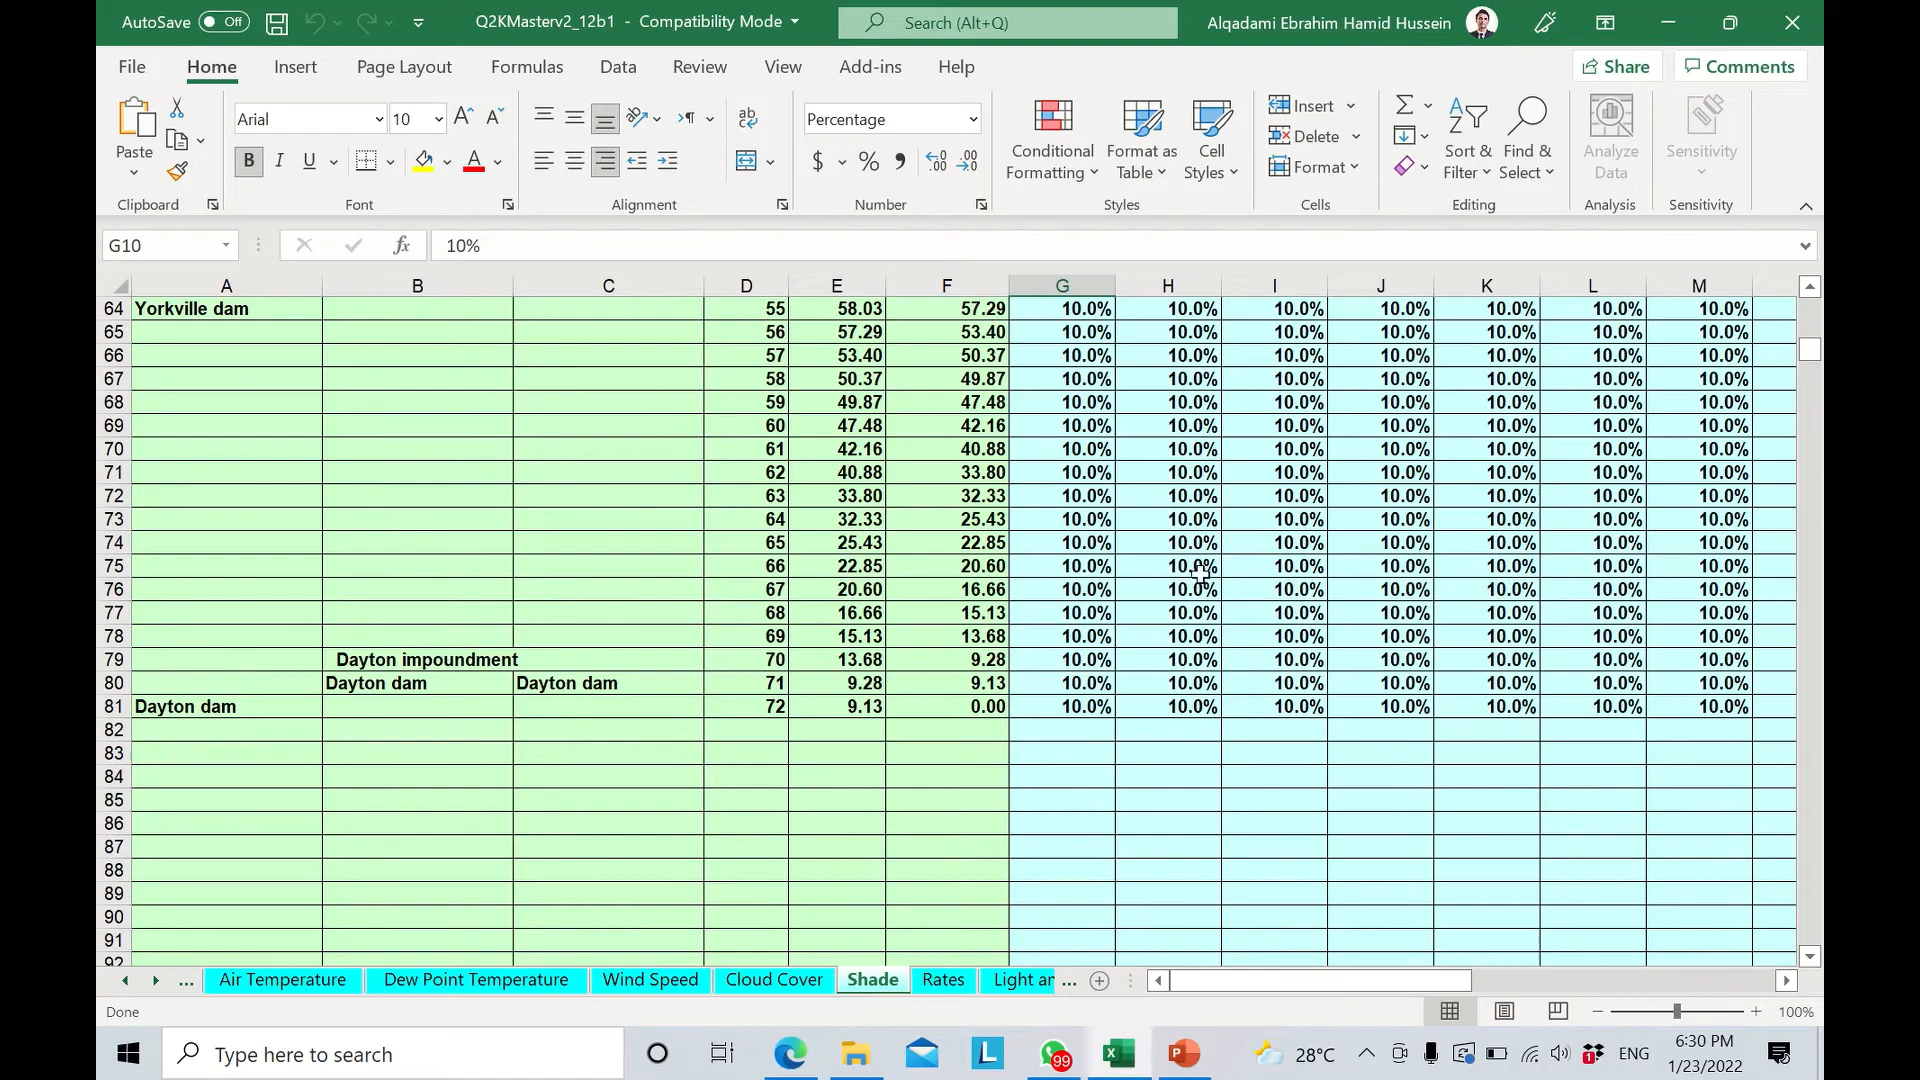 AutoSave Off Q2KMasterv2_12b1 - Compatibility Mode Search (Alt+Q) Alqadami Ebrahim Hamid Hussein
File Home Insert Page Layout Formulas Data Review View Add-ins Help Share Comments
Paste Arial 10 B I U A Percentage $ % Conditional Formatting Format as Table Cell Styles Insert Delete Format Sort & Filter Find & Select Analyze Data Sensitivity
Clipboard Font Alignment Number Styles Cells Editing Analysis Sensitivity
G10 fx 10%
A B C D E F G H I J K L M
64 Yorkville dam 55 58.03 57.29 10.0% 10.0% 10.0% 10.0% 10.0% 10.0% 10.0%
65 56 57.29 53.40 10.0% 10.0% 10.0% 10.0% 10.0% 10.0% 10.0%
66 57 53.40 50.37 10.0% 10.0% 10.0% 10.0% 10.0% 10.0% 10.0%
67 58 50.37 49.87 10.0% 10.0% 10.0% 10.0% 10.0% 10.0% 10.0%
68 59 49.87 47.48 10.0% 10.0% 10.0% 10.0% 10.0% 10.0% 10.0%
69 60 47.48 42.16 10.0% 10.0% 10.0% 10.0% 10.0% 10.0% 10.0%
70 61 42.16 40.88 10.0% 10.0% 10.0% 10.0% 10.0% 10.0% 10.0%
71 62 40.88 33.80 10.0% 10.0% 10.0% 10.0% 10.0% 10.0% 10.0%
72 63 33.80 32.33 10.0% 10.0% 10.0% 10.0% 10.0% 10.0% 10.0%
73 64 32.33 25.43 10.0% 10.0% 10.0% 10.0% 10.0% 10.0% 10.0%
74 65 25.43 22.85 10.0% 10.0% 10.0% 10.0% 10.0% 10.0% 10.0%
75 66 22.85 20.60 10.0% 10.0% 10.0% 10.0% 10.0% 10.0% 10.0%
76 67 20.60 16.66 10.0% 10.0% 10.0% 10.0% 10.0% 10.0% 10.0%
77 68 16.66 15.13 10.0% 10.0% 10.0% 10.0% 10.0% 10.0% 10.0%
78 69 15.13 13.68 10.0% 10.0% 10.0% 10.0% 10.0% 10.0% 10.0%
79 Dayton impoundment 70 13.68 9.28 10.0% 10.0% 10.0% 10.0% 10.0% 10.0% 10.0%
80 Dayton dam Dayton dam 71 9.28 9.13 10.0% 10.0% 10.0% 10.0% 10.0% 10.0% 10.0%
81 Dayton dam 72 9.13 0.00 10.0% 10.0% 10.0% 10.0% 10.0% 10.0% 10.0%
82
83
84
85
86
87
88
89
90
91
92
... Air Temperature Dew Point Temperature Wind Speed Cloud Cover Shade Rates Light ar ...
Done 100%
Type here to search 99 28°C 1 ENG 6:30 PM
1/23/2022